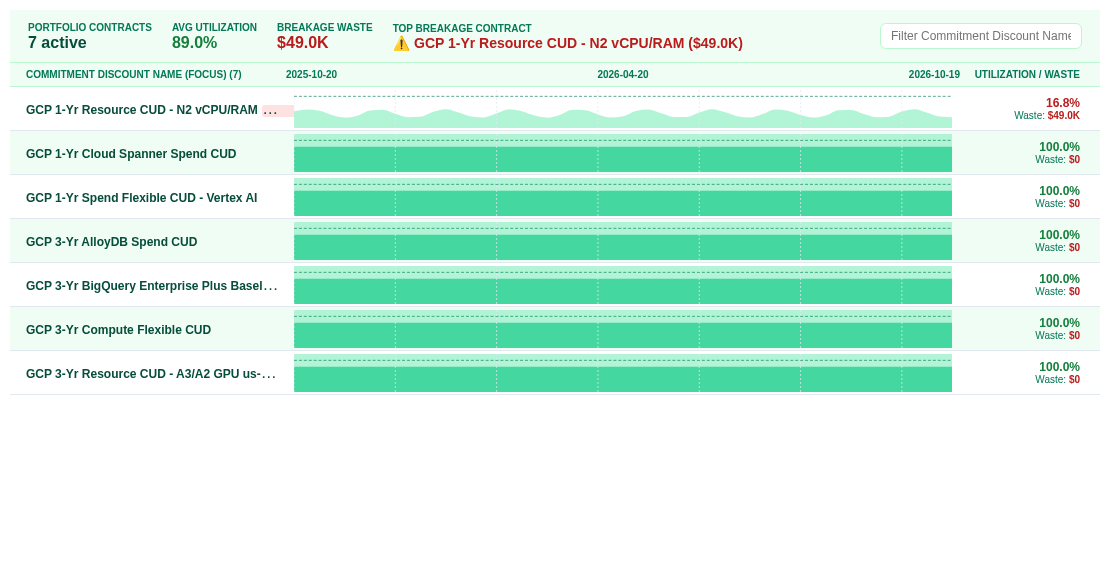 PORTFOLIO CONTRACTS
7 active
AVG UTILIZATION
89.0%
BREAKAGE WASTE
$49.0K
TOP BREAKAGE CONTRACT
⚠️ GCP 1-Yr Resource CUD - N2 vCPU/RAM ($49.0K)
Filter Commitment Discount Name
COMMITMENT DISCOUNT NAME (FOCUS) (7)
2025-10-20
2026-04-20
2026-10-19
UTILIZATION / WASTE
GCP 1-Yr Resource CUD - N2 vCPU/RAM ...
16.8%
Waste: $49.0K
GCP 1-Yr Cloud Spanner Spend CUD
100.0%
Waste: $0
GCP 1-Yr Spend Flexible CUD - Vertex AI
100.0%
Waste: $0
GCP 3-Yr AlloyDB Spend CUD
100.0%
Waste: $0
GCP 3-Yr BigQuery Enterprise Plus Basel...
100.0%
Waste: $0
GCP 3-Yr Compute Flexible CUD
100.0%
Waste: $0
GCP 3-Yr Resource CUD - A3/A2 GPU us-...
100.0%
Waste: $0